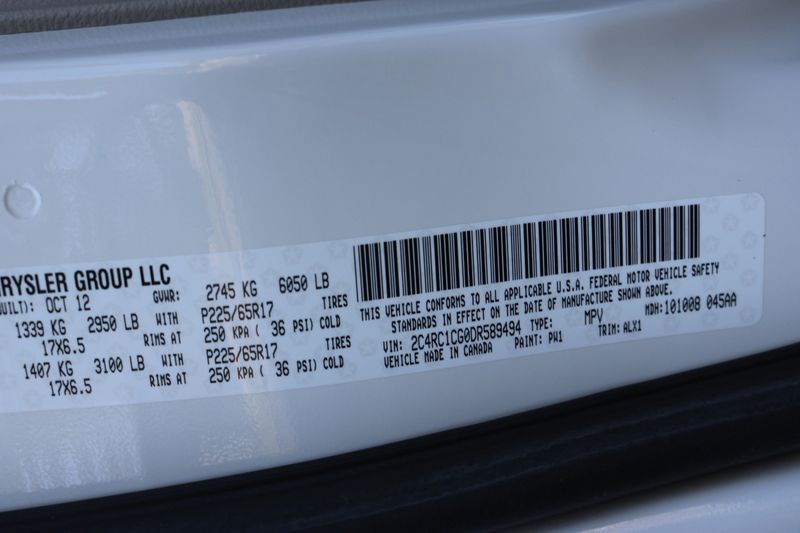 RYSLER GROUP LLC
UILT): OCT 12 GVWR: 2745 KG 6050 LB
1339 KG 2950 LB P225/65R17 TIRES
17X6.5 RIMS AT 250 KPA ( 36 PSI) COLD
1407 KG 3100 LB P225/65R17 TIRES
17X6.5 RIMS AT 250 KPA ( 36 PSI) COLD
THIS VEHICLE CONFORMS TO ALL APPLICABLE U.S.A. FEDERAL MOTOR VEHICLE SAFETY
STANDARDS IN EFFECT ON THE DATE OF MANUFACTURE SHOWN ABOVE.
VIN: 2C4RC1CG0DR589494 TYPE: MPV MDH: 101008 045AA
VEHICLE MADE IN CANADA PAINT: PW1 TRIM: ALX1